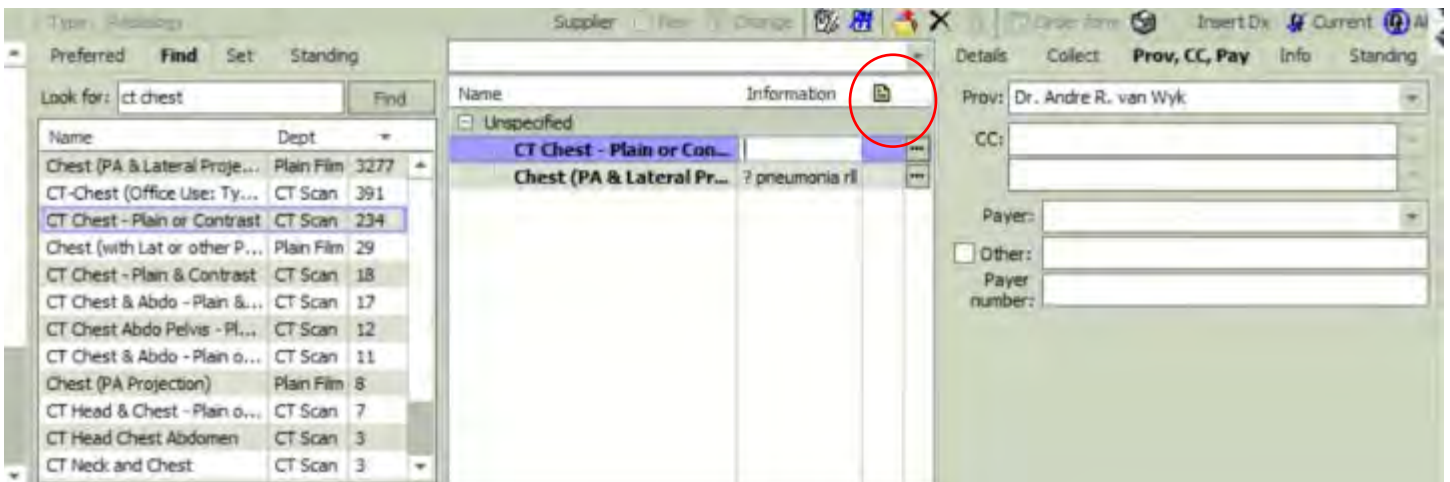 Type: Radiology Supplier New Change Order form Insert Dx Current All
Preferred Find Set Standing
Look for: ct chest Find
Name Dept
Chest (PA & Lateral Proje... Plain Film 3277
CT-Chest (Office Use: Ty... CT Scan 391
CT Chest - Plain or Contrast CT Scan 234
Chest (with Lat or other P... Plain Film 29
CT Chest - Plain & Contrast CT Scan 18
CT Chest & Abdo - Plain &... CT Scan 17
CT Chest Abdo Pelvis - Pl... CT Scan 12
CT Chest & Abdo - Plain o... CT Scan 11
Chest (PA Projection) Plain Film 8
CT Head & Chest - Plain o... CT Scan 7
CT Head Chest Abdomen CT Scan 3
CT Neck and Chest CT Scan 3
Name Information
Unspecified
CT Chest - Plain or Con... ...
Chest (PA & Lateral Pr... ? pneumonia rll ...
Details Collect Prov, CC, Pay Info Standing
Prov: Dr. Andre R. van Wyk
CC:
Payer:
Other:
Payer
number: